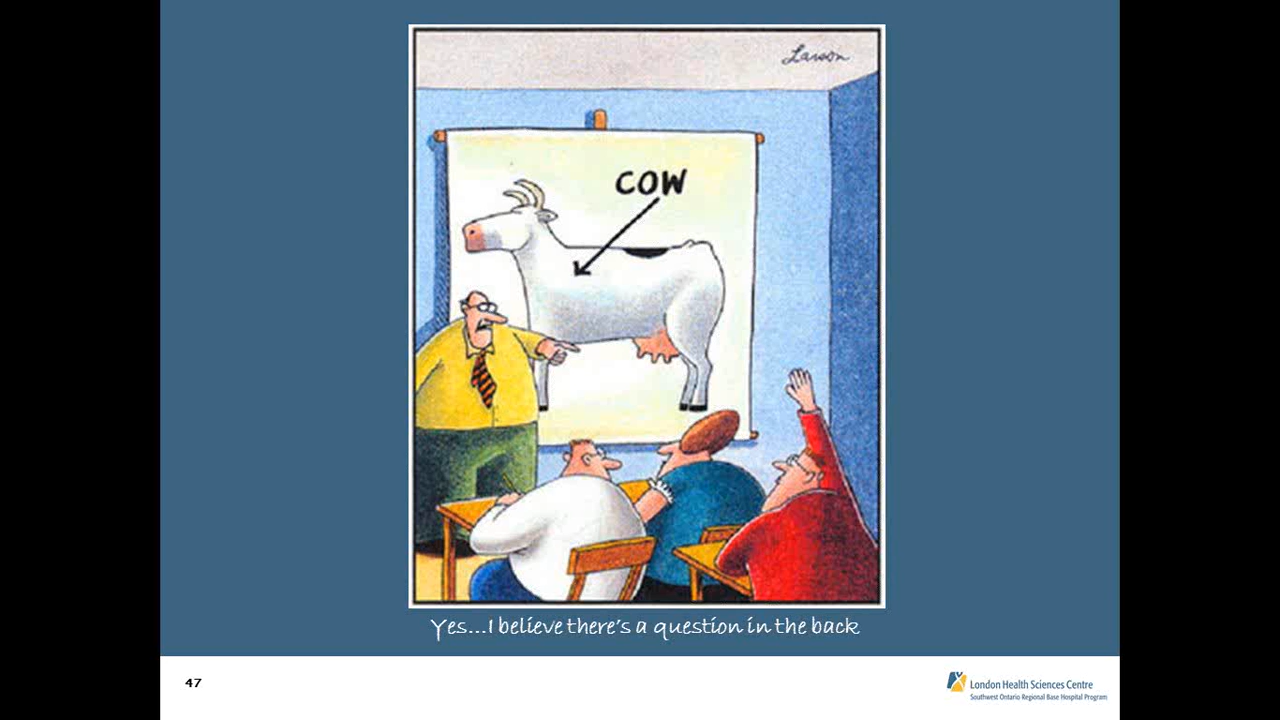 Larson
COW
Yes...I believe there's a question in the back
47
London Health Sciences Centre
Southwest Ontario Regional Base Hospital Program